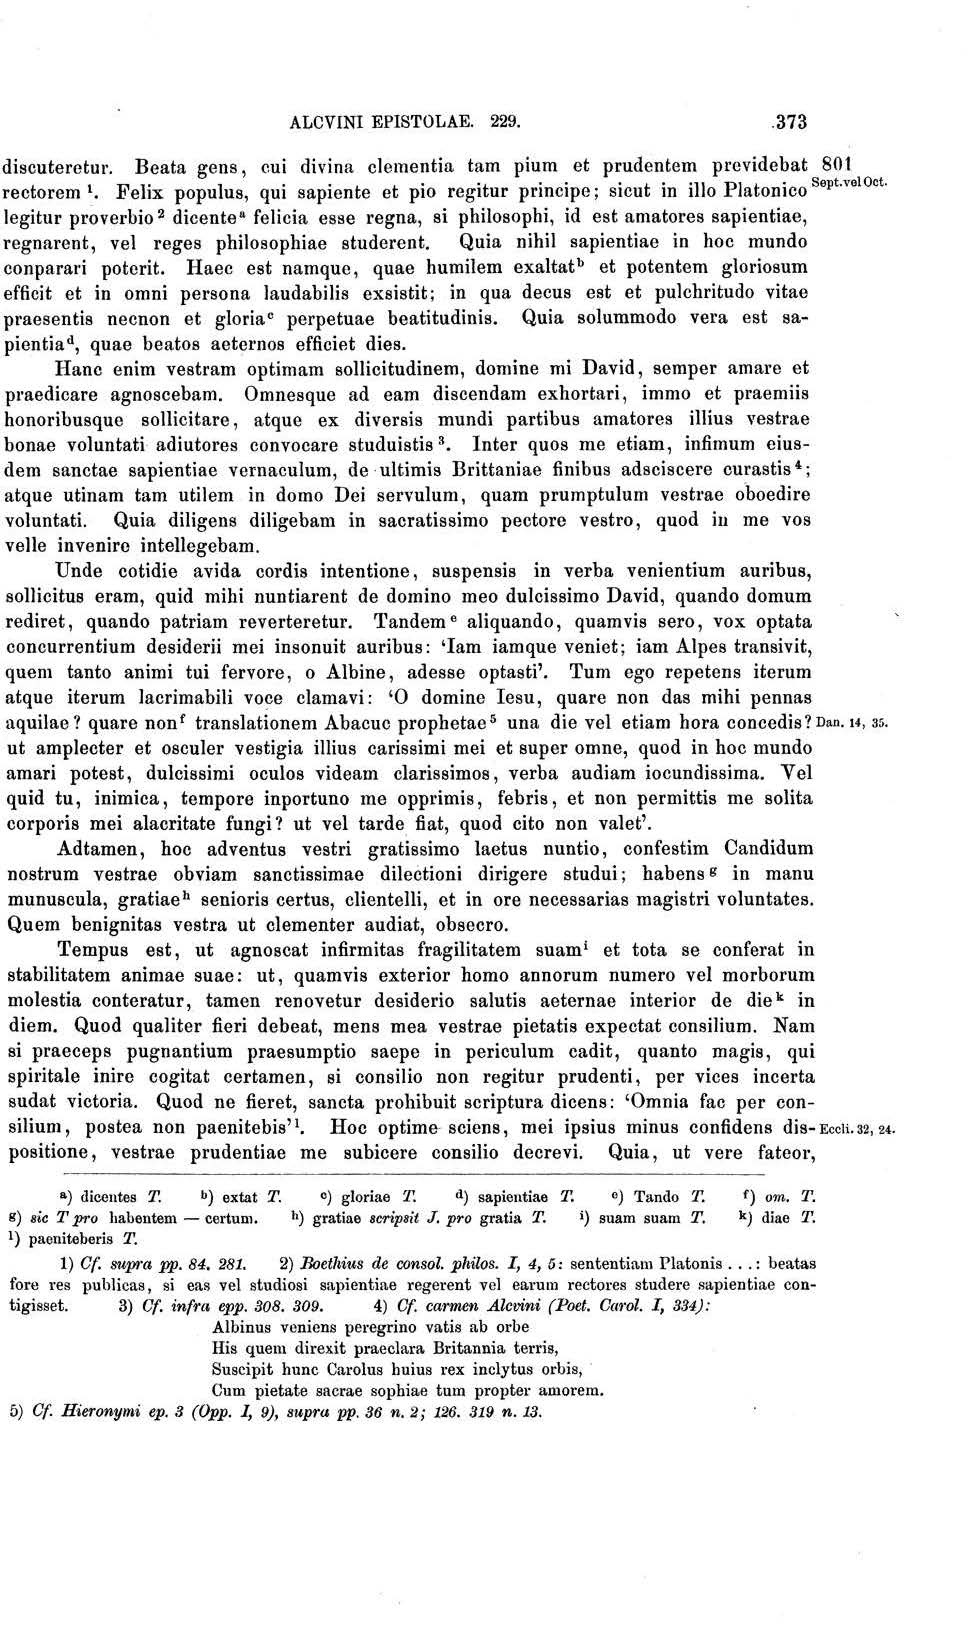 ALCVINI EPISTOLAE. 229. 373
discuteretur. Beata gens, cui divina clementia tam pium et prudentem previdebat 801
rectorem ¹. Felix populus, qui sapiente et pio regitur principe; sicut in illo Platonico Sept. vel Oct.
legitur proverbio ² dicente ᵃ felicia esse regna, si philosophi, id est amatores sapientiae,
regnarent, vel reges philosophiae studerent. Quia nihil sapientiae in hoc mundo
conparari poterit. Haec est namque, quae humilem exaltat ᵇ et potentem gloriosum
efficit et in omni persona laudabilis exsistit; in qua decus est et pulchritudo vitae
praesentis necnon et gloria ᶜ perpetuae beatitudinis. Quia solummodo vera est sa-
pientia ᵈ, quae beatos aeternos efficiet dies.
Hanc enim vestram optimam sollicitudinem, domine mi David, semper amare et
praedicare agnoscebam. Omnesque ad eam discendam exhortari, immo et praemiis
honoribusque sollicitare, atque ex diversis mundi partibus amatores illius vestrae
bonae voluntati adiutores convocare studuistis ³. Inter quos me etiam, infimum eius-
dem sanctae sapientiae vernaculum, de ultimis Brittaniae finibus adsciscere curastis ⁴;
atque utinam tam utilem in domo Dei servulum, quam prumptulum vestrae oboedire
voluntati. Quia diligens diligebam in sacratissimo pectore vestro, quod in me vos
velle invenire intellegebam.
Unde cotidie avida cordis intentione, suspensis in verba venientium auribus,
sollicitus eram, quid mihi nuntiarent de domino meo dulcissimo David, quando domum
rediret, quando patriam reverteretur. Tandem ᵉ aliquando, quamvis sero, vox optata
concurrentium desiderii mei insonuit auribus: 'Iam iamque veniet; iam Alpes transivit,
quem tanto animi tui fervore, o Albine, adesse optasti'. Tum ego repetens iterum
atque iterum lacrimabili voce clamavi: 'O domine Iesu, quare non das mihi pennas
aquilae? quare non ᶠ translationem Abacuc prophetae ⁵ una die vel etiam hora concedis? Dan. 14, 35.
ut amplecter et osculer vestigia illius carissimi mei et super omne, quod in hoc mundo
amari potest, dulcissimi oculos videam clarissimos, verba audiam iocundissima. Vel
quid tu, inimica, tempore inportuno me opprimis, febris, et non permittis me solita
corporis mei alacritate fungi? ut vel tarde fiat, quod cito non valet'.
Adtamen, hoc adventus vestri gratissimo laetus nuntio, confestim Candidum
nostrum vestrae obviam sanctissimae dilectioni dirigere studui; habens ᵍ in manu
munuscula, gratiae ʰ senioris certus, clientelli, et in ore necessarias magistri voluntates.
Quem benignitas vestra ut clementer audiat, obsecro.
Tempus est, ut agnoscat infirmitas fragilitatem suam ⁱ et tota se conferat in
stabilitatem animae suae: ut, quamvis exterior homo annorum numero vel morborum
molestia conteratur, tamen renovetur desiderio salutis aeternae interior de die ᵏ in
diem. Quod qualiter fieri debeat, mens mea vestrae pietatis expectat consilium. Nam
si praeceps pugnantium praesumptio saepe in periculum cadit, quanto magis, qui
spiritale inire cogitat certamen, si consilio non regitur prudenti, per vices incerta
sudat victoria. Quod ne fieret, sancta prohibuit scriptura dicens: 'Omnia fac per con-
silium, postea non paenitebis' ˡ. Hoc optime sciens, mei ipsius minus confidens dis- Eccli. 32, 24.
positione, vestrae prudentiae me subicere consilio decrevi. Quia, ut vere fateor,
a) dicentes T. b) extat T. c) gloriae T. d) sapientiae T. e) Tando T. f) om. T.
g) sic T pro habentem — certum. h) gratiae scripsit J. pro gratia T. i) suam suam T. k) diae T.
l) paeniteberis T.
1) Cf. supra pp. 84. 281. 2) Boethius de consol. philos. I, 4, 5: sententiam Platonis . . .: beatas
fore res publicas, si eas vel studiosi sapientiae regerent vel earum rectores studere sapientiae con-
tigisset. 3) Cf. infra epp. 308. 309. 4) Cf. carmen Alcvini (Poet. Carol. I, 334):
Albinus veniens peregrino vatis ab orbe
His quem direxit praeclara Britannia terris,
Suscipit hunc Carolus huius rex inclytus orbis,
Cum pietate sacrae sophiae tum propter amorem.
5) Cf. Hieronymi ep. 3 (Opp. I, 9), supra pp. 36 n. 2; 126. 319 n. 13.